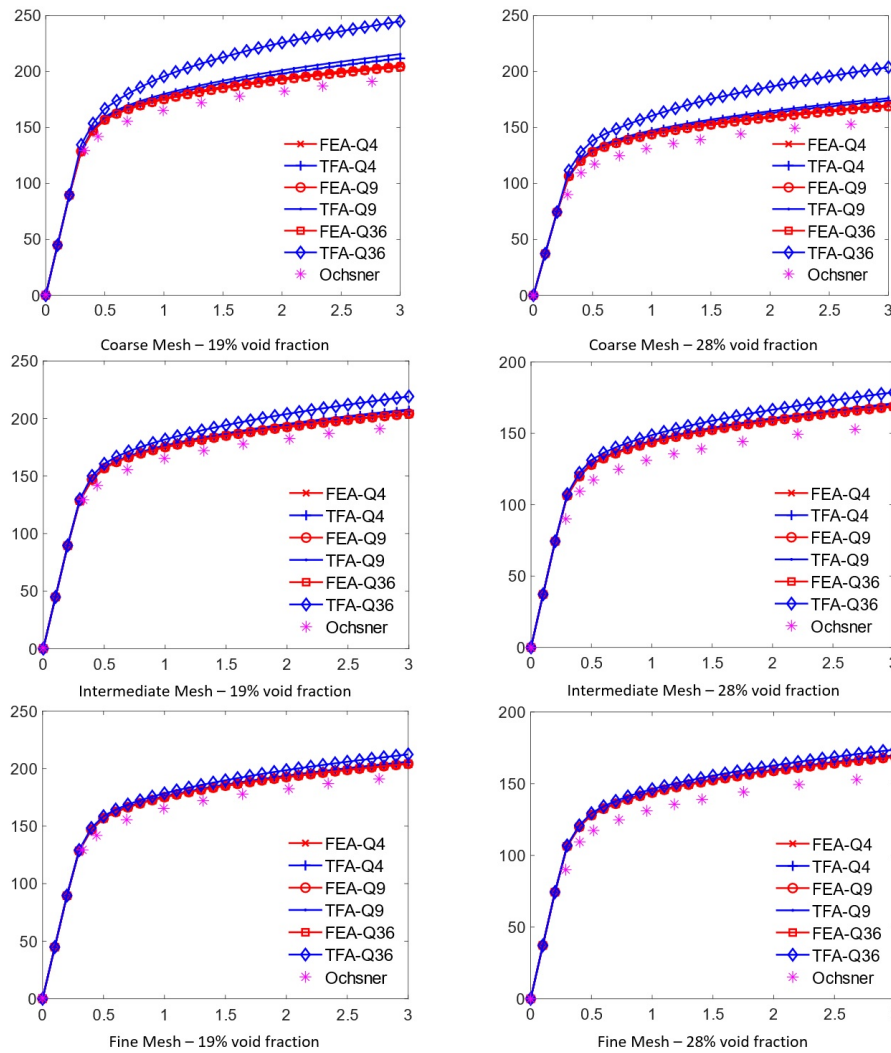 250
200
150
100
50
0
0 0.5 1 1.5 2 2.5 3
FEA-Q4
TFA-Q4
FEA-Q9
TFA-Q9
FEA-Q36
TFA-Q36
Ochsner
Coarse Mesh – 19% void fraction
250
200
150
100
50
0
0 0.5 1 1.5 2 2.5 3
FEA-Q4
TFA-Q4
FEA-Q9
TFA-Q9
FEA-Q36
TFA-Q36
Ochsner
Coarse Mesh – 28% void fraction
250
200
150
100
50
0
0 0.5 1 1.5 2 2.5 3
FEA-Q4
TFA-Q4
FEA-Q9
TFA-Q9
FEA-Q36
TFA-Q36
Ochsner
Intermediate Mesh – 19% void fraction
200
150
100
50
0
0 0.5 1 1.5 2 2.5 3
FEA-Q4
TFA-Q4
FEA-Q9
TFA-Q9
FEA-Q36
TFA-Q36
Ochsner
Intermediate Mesh – 28% void fraction
250
200
150
100
50
0
0 0.5 1 1.5 2 2.5 3
FEA-Q4
TFA-Q4
FEA-Q9
TFA-Q9
FEA-Q36
TFA-Q36
Ochsner
Fine Mesh – 19% void fraction
200
150
100
50
0
0 0.5 1 1.5 2 2.5 3
FEA-Q4
TFA-Q4
FEA-Q9
TFA-Q9
FEA-Q36
TFA-Q36
Ochsner
Fine Mesh – 28% void fraction